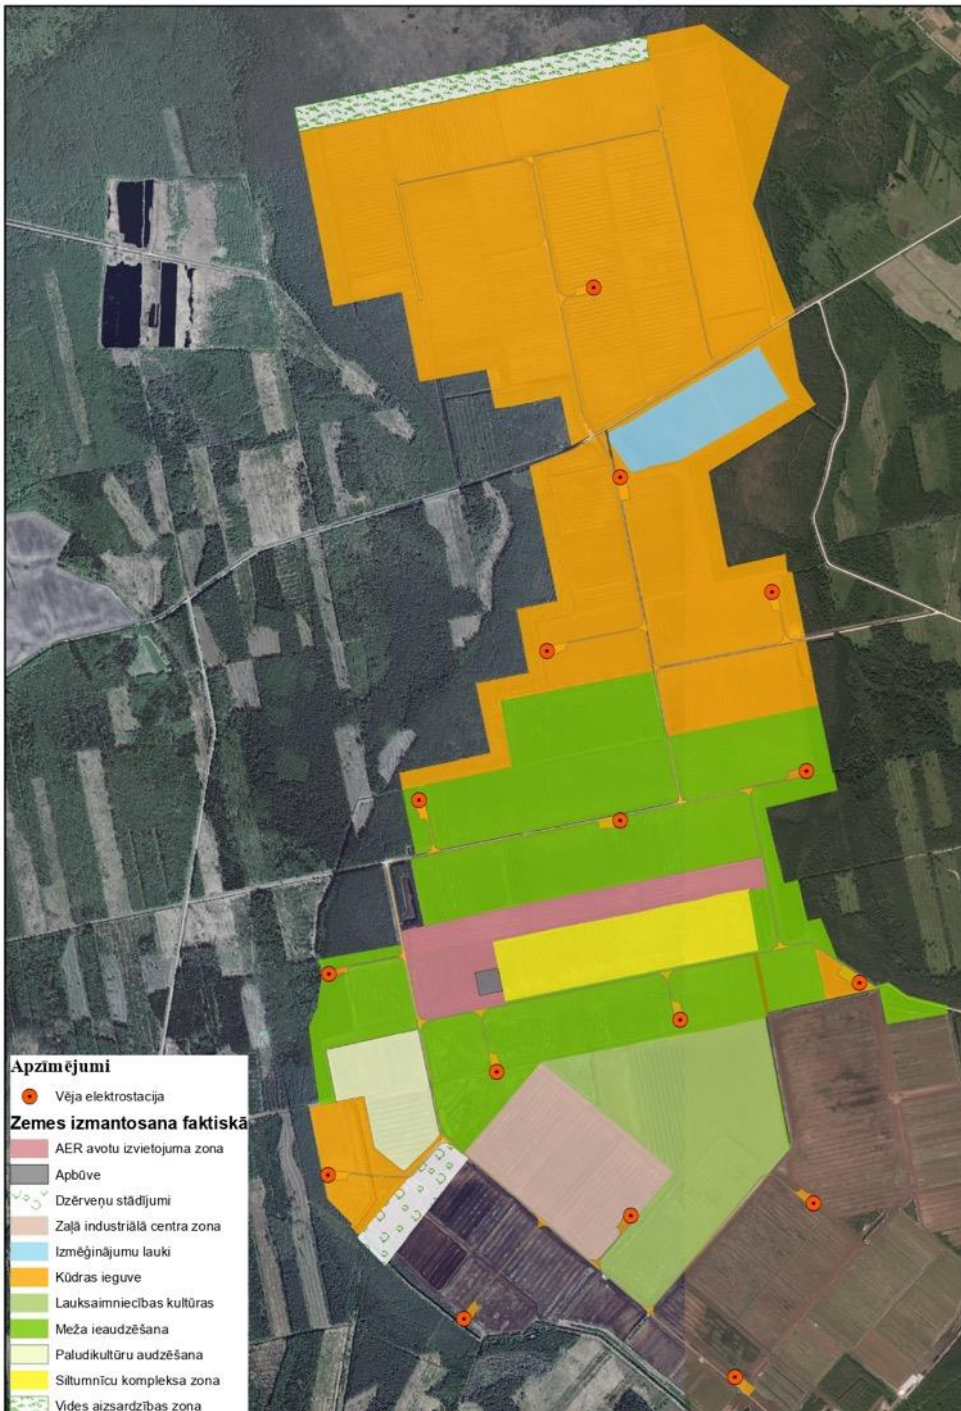 Apzīmējumi
Vēja elektrostacija
Zemes izmantosana faktiskā
AER avotu izvietojuma zona
Apbūve
Dzērveņu stādījumi
Zaļā industriālā centra zona
Izmēģinājumu lauki
Kūdras ieguve
Lauksaimniecības kultūras
Meža ieaudzēšana
Paludikultūru audzēšana
Siltumnīcu kompleksa zona
Vides aizsardzības zona